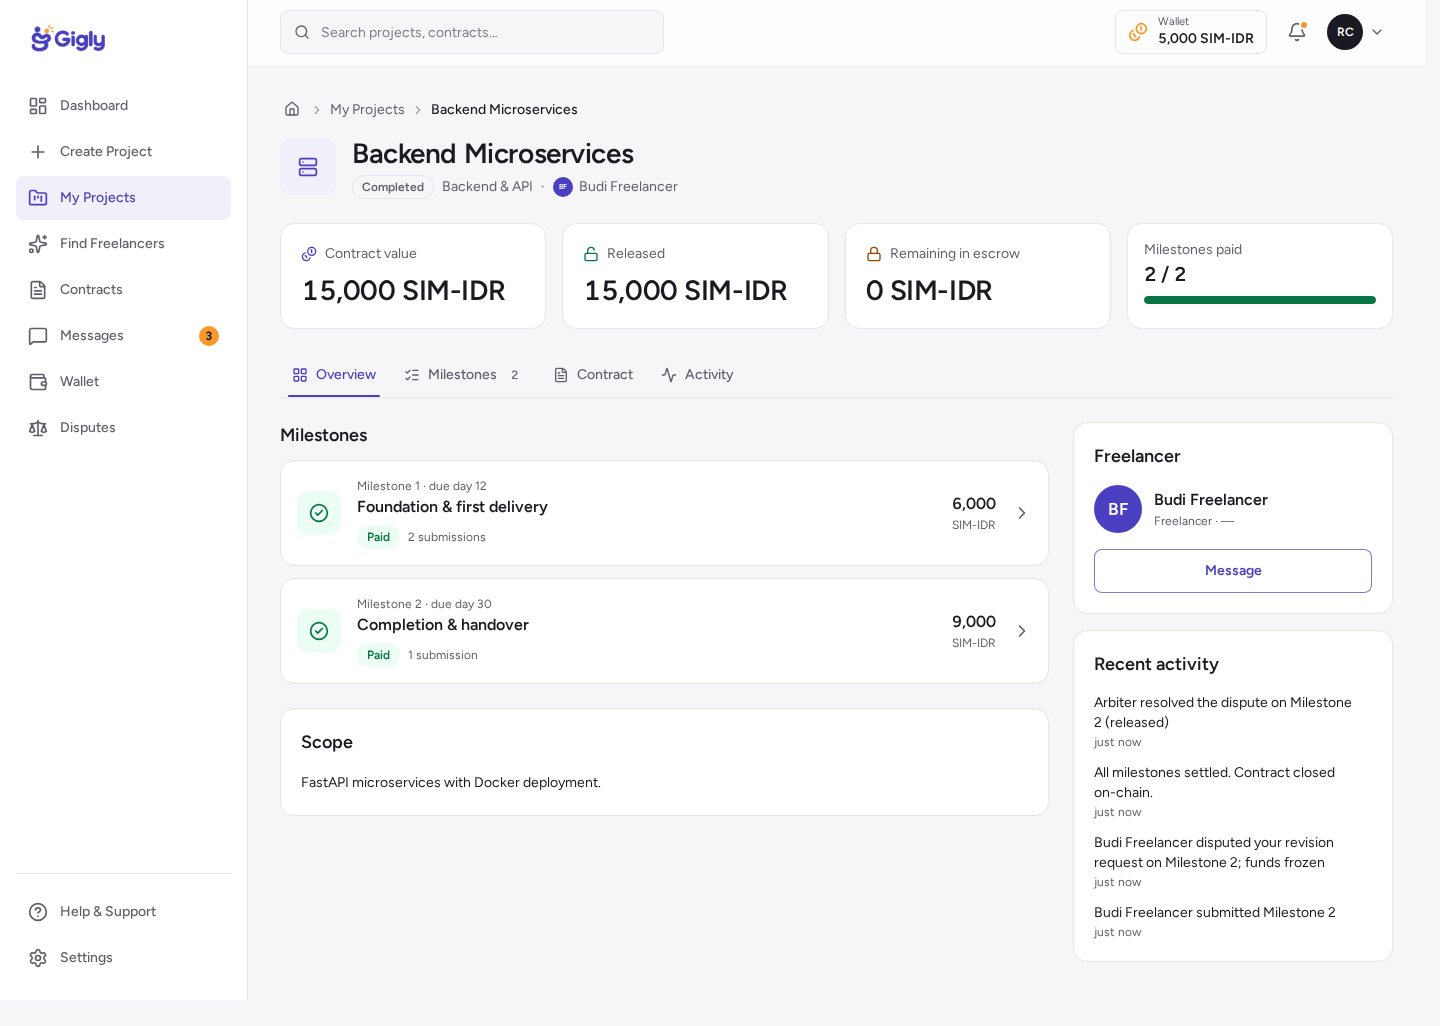 Gigly
Search projects, contracts...
Wallet
5,000 SIM-IDR
RC
Dashboard
Create Project
My Projects
Find Freelancers
Contracts
Messages
3
Wallet
Disputes
Help & Support
Settings
My Projects
Backend Microservices
Backend Microservices
Completed
Backend & API ·
BF
Budi Freelancer
Contract value
15,000 SIM-IDR
Released
15,000 SIM-IDR
Remaining in escrow
0 SIM-IDR
Milestones paid
2 / 2
Overview
Milestones 2
Contract
Activity
Milestones
Milestone 1 · due day 12
Foundation & first delivery
Paid
2 submissions
6,000
SIM-IDR
Milestone 2 · due day 30
Completion & handover
Paid
1 submission
9,000
SIM-IDR
Scope
FastAPI microservices with Docker deployment.
Freelancer
BF
Budi Freelancer
Freelancer · —
Message
Recent activity
Arbiter resolved the dispute on Milestone
2 (released)
just now
All milestones settled. Contract closed
on-chain.
just now
Budi Freelancer disputed your revision
request on Milestone 2; funds frozen
just now
Budi Freelancer submitted Milestone 2
just now